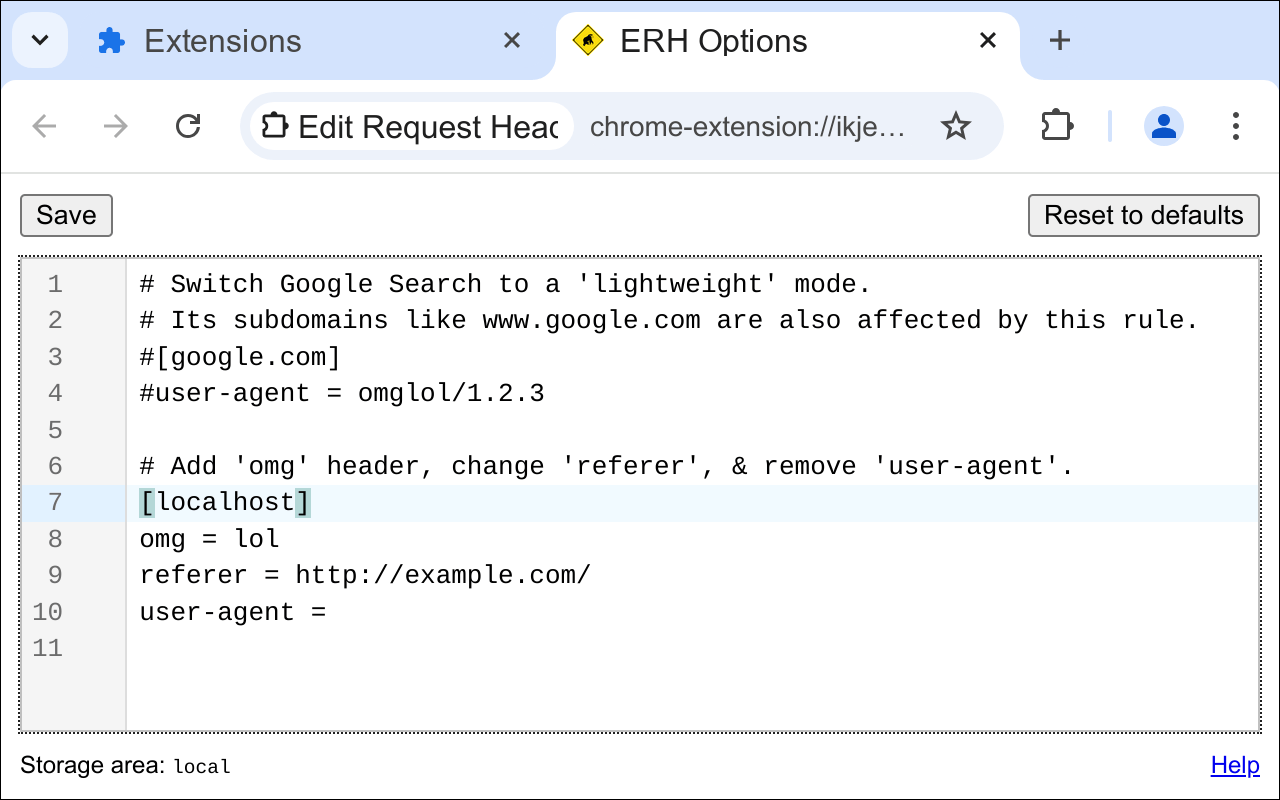 Extensions
ERH Options
Edit Request Head
chrome-extension://ikje…
Save
Reset to defaults
1 # Switch Google Search to a 'lightweight' mode.
2 # Its subdomains like www.google.com are also affected by this rule.
3 #[google.com]
4 #user-agent = omglol/1.2.3
5
6 # Add 'omg' header, change 'referer', & remove 'user-agent'.
7 [localhost]
8 omg = lol
9 referer = http://example.com/
10 user-agent =
11
Storage area: local
Help